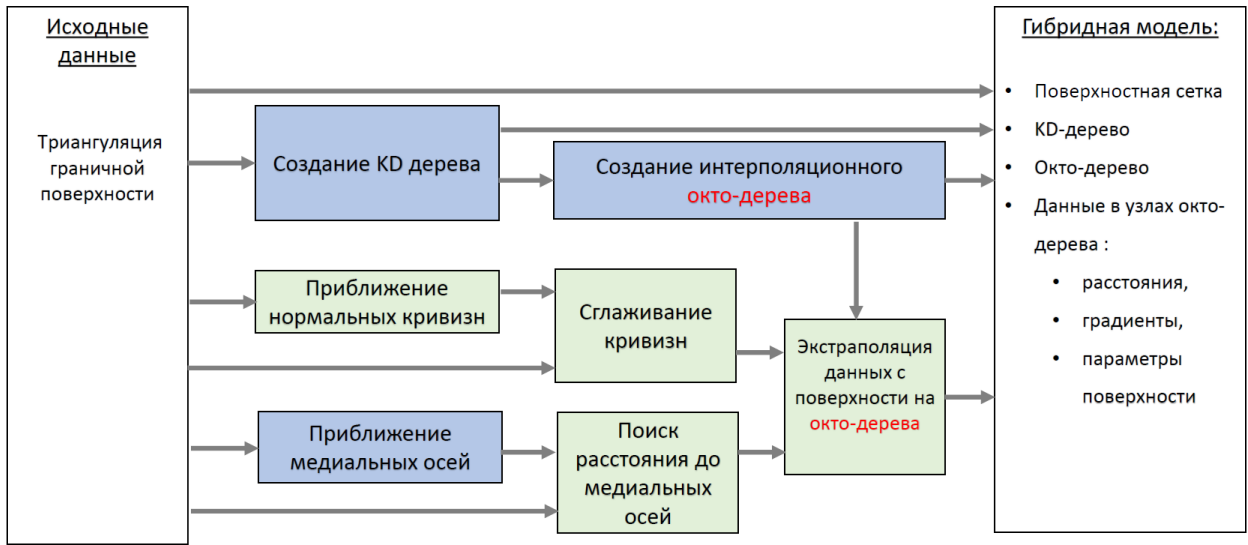 Исходные
данные
Триангуляция
граничной
поверхности
Создание KD дерева
Создание интерполяционного
окто-дерева
Приближение
нормальных кривизн
Сглаживание
кривизн
Приближение
медиальных осей
Поиск
расстояния до
медиальных
осей
Экстраполяция
данных с
поверхности на
окто-дерева
Гибридная модель:
• Поверхностная сетка
• KD-дерево
• Окто-дерево
• Данные в узлах окто-
дерева :
• расстояния,
• градиенты,
• параметры
поверхности